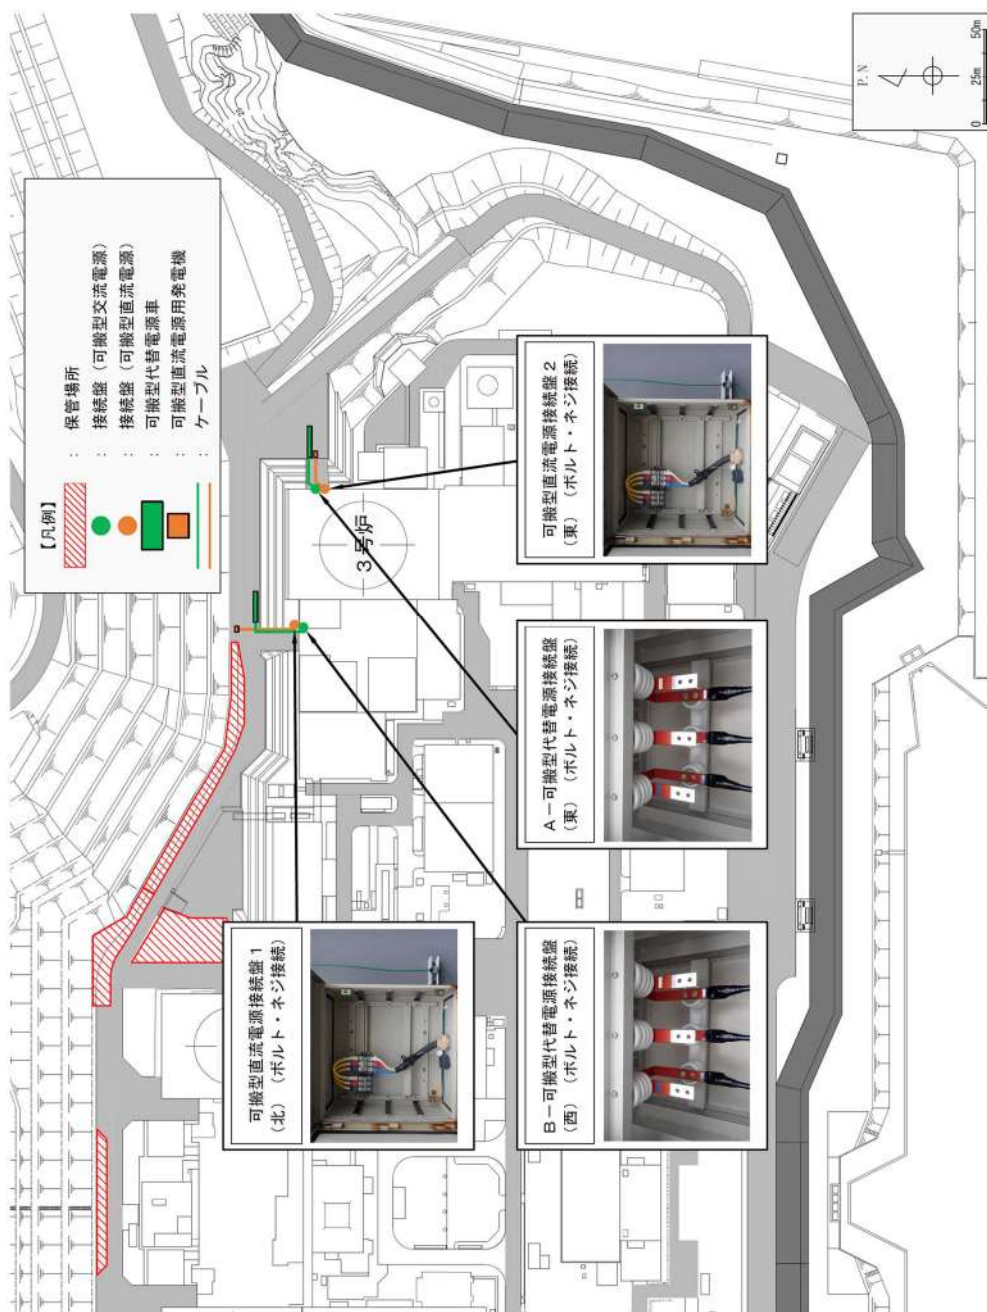 【凡例】
： 保管場所
： 接続盤（可搬型交流電源）
： 接続盤（可搬型直流電源）
： 可搬型代替電源車
： 可搬型直流電源用発電機
： ケーブル
P.N
0 25m 50m
3号炉
可搬型直流電源接続盤1
（北）（ボルト・ネジ接続）
B－可搬型代替電源接続盤
（西）（ボルト・ネジ接続）
A－可搬型代替電源接続盤
（東）（ボルト・ネジ接続）
可搬型直流電源接続盤2
（東）（ボルト・ネジ接続）